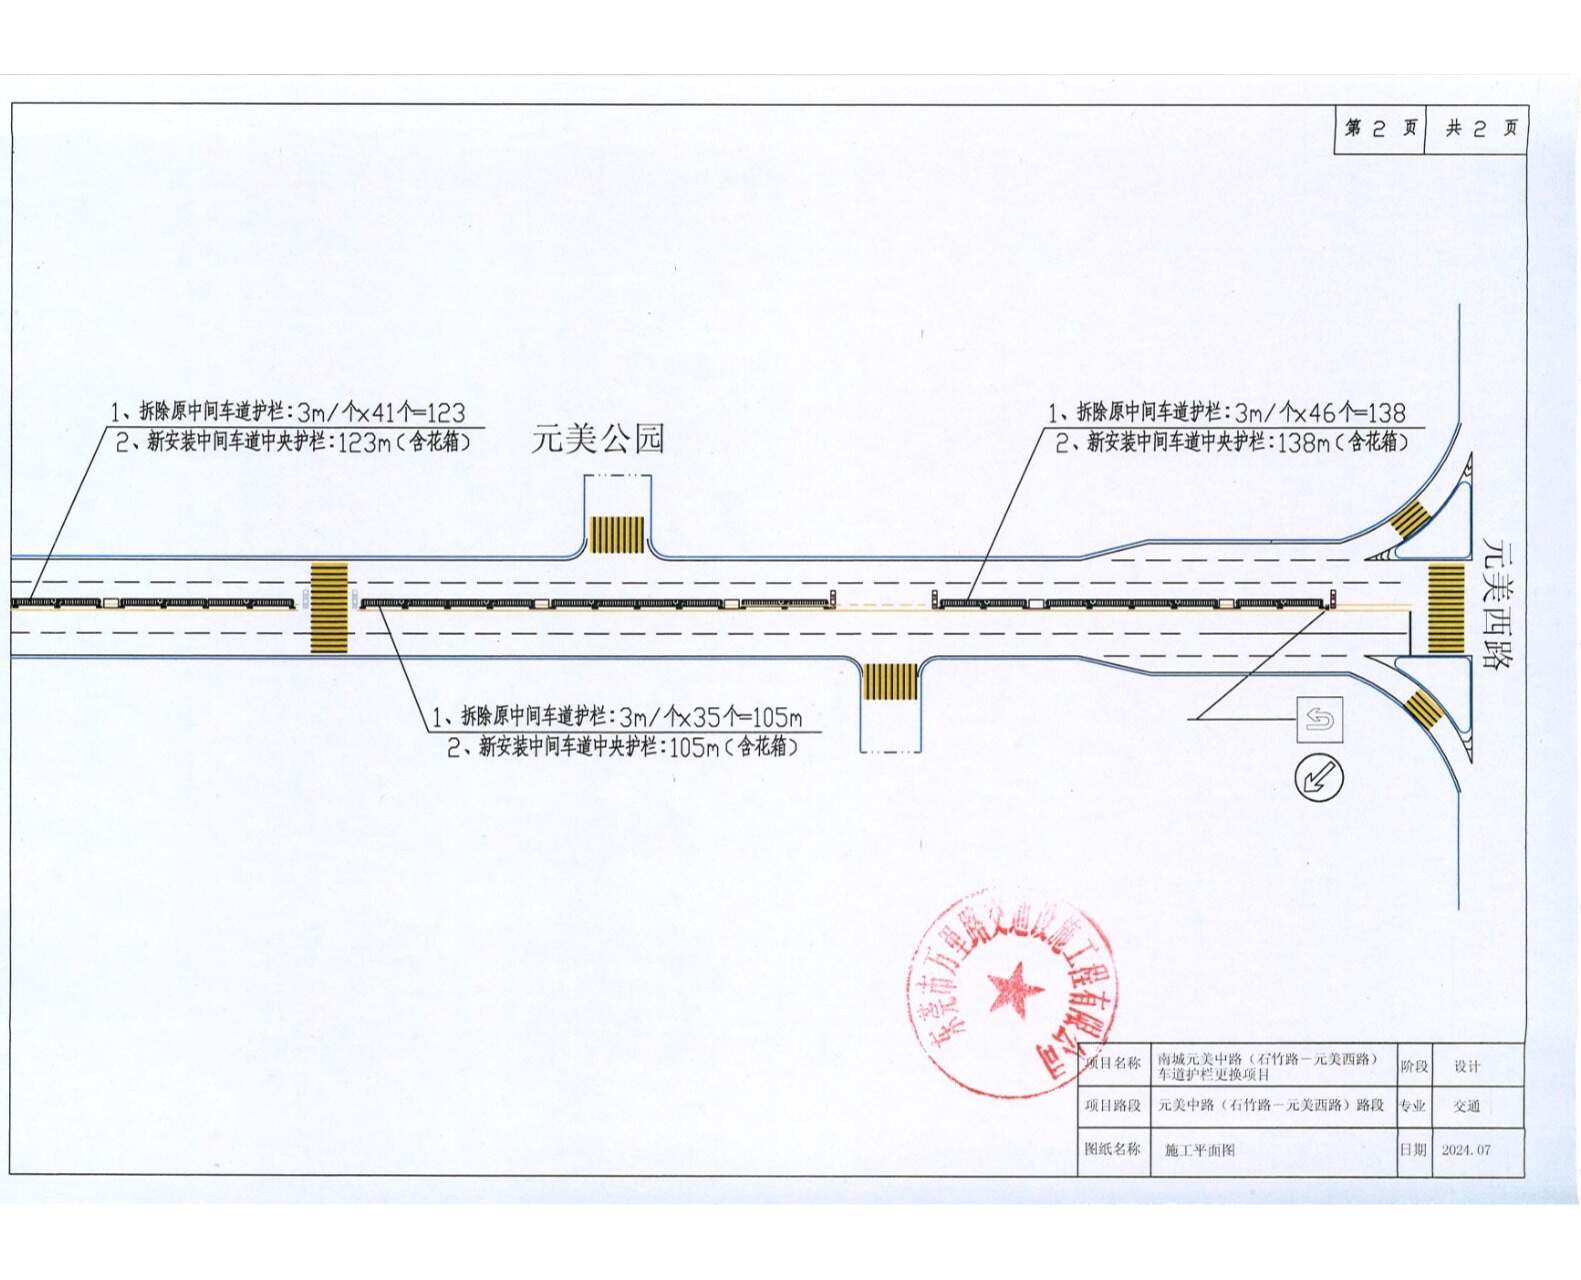 第 2 页 共 2 页
1、拆除原中间车道护栏:3m/个x41个=123
2、新安装中间车道中央护栏:123m(含花箱)
元美公园
1、拆除原中间车道护栏:3m/个x46个=138
2、新安装中间车道中央护栏:138m(含花箱)
元美西路
1、拆除原中间车道护栏:3m/个x35个=105m
2、新安装中间车道中央护栏:105m(含花箱)
东莞市万里路交通设施工程有限公司
项目名称 南城元美中路(石竹路-元美西路) 阶段 设计
车道护栏更换项目
项目路段 元美中路(石竹路-元美西路)路段 专业 交通
图纸名称 施工平面图 日期 2024.07